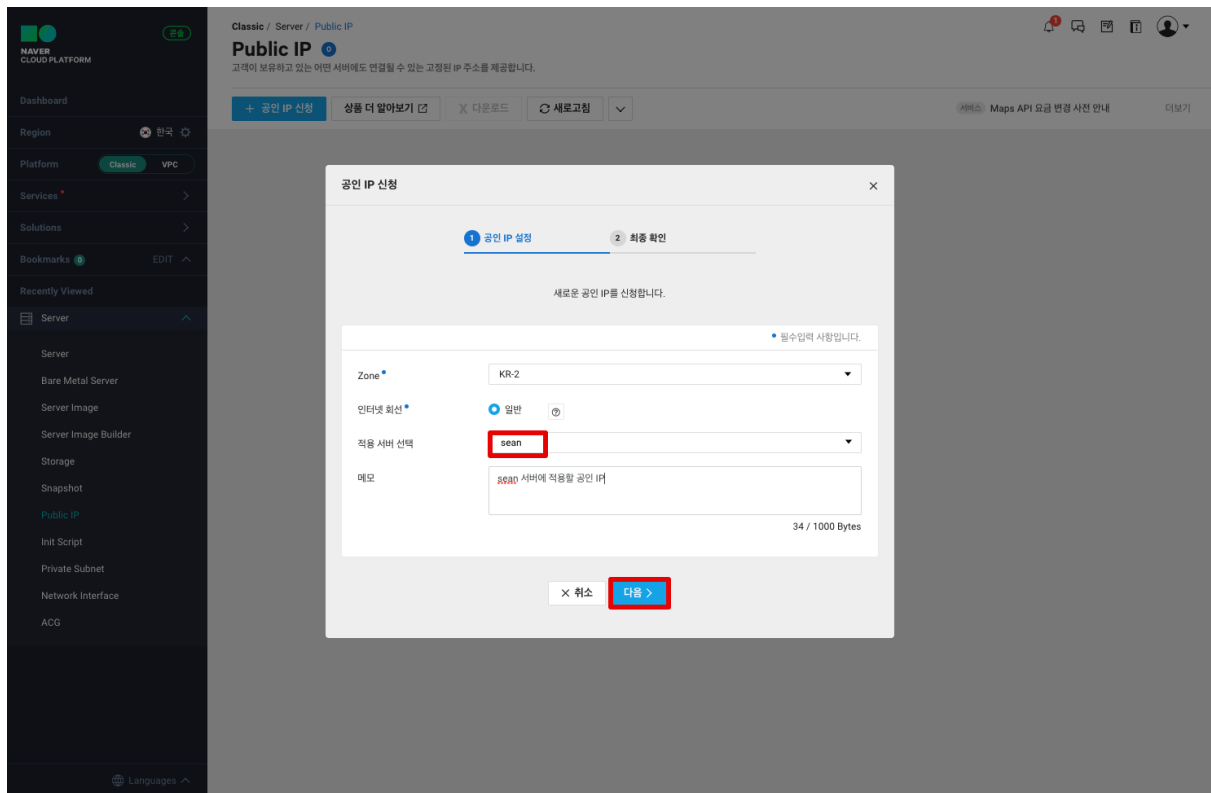 NAVER
CLOUD PLATFORM
콘솔
Dashboard
Region 한국
Platform Classic VPC
Services
Solutions
Bookmarks 0 EDIT
Recently Viewed
Server
Server
Bare Metal Server
Server Image
Server Image Builder
Storage
Snapshot
Public IP
Init Script
Private Subnet
Network Interface
ACG
Languages
Classic / Server / Public IP
Public IP 0
고객이 보유하고 있는 어떤 서버에도 연결될 수 있는 고정된 IP 주소를 제공합니다.
1
+ 공인 IP 신청 상품 더 알아보기 다운로드 새로고침
서비스 Maps API 요금 변경 사전 안내 더보기
공인 IP 신청 ×
1 공인 IP 설정 2 최종 확인
새로운 공인 IP를 신청합니다.
• 필수입력 사항입니다.
Zone • KR-2
인터넷 회선 • 일반 ?
적용 서버 선택 sean
메모 sean 서버에 적용할 공인 IP
34 / 1000 Bytes
× 취소 다음 >